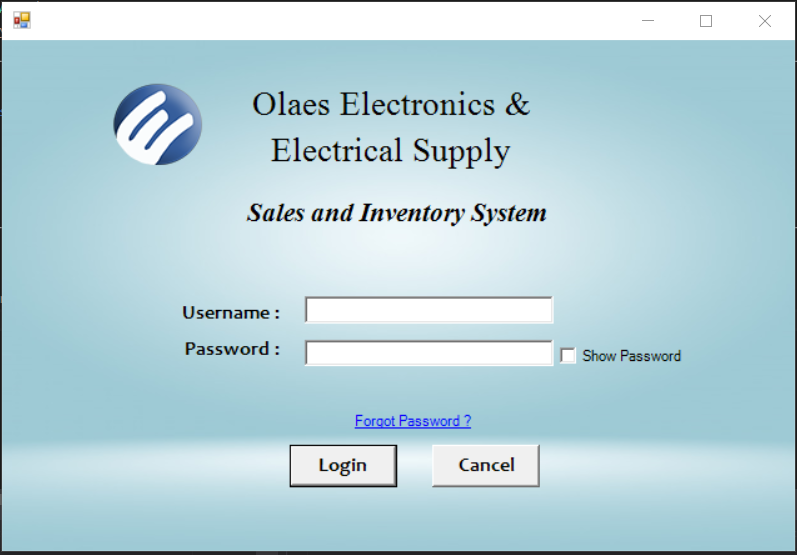 Olaes Electronics &
Electrical Supply
Sales and Inventory System
Username :
Password :
Show Password
Forgot Password ?
Login
Cancel